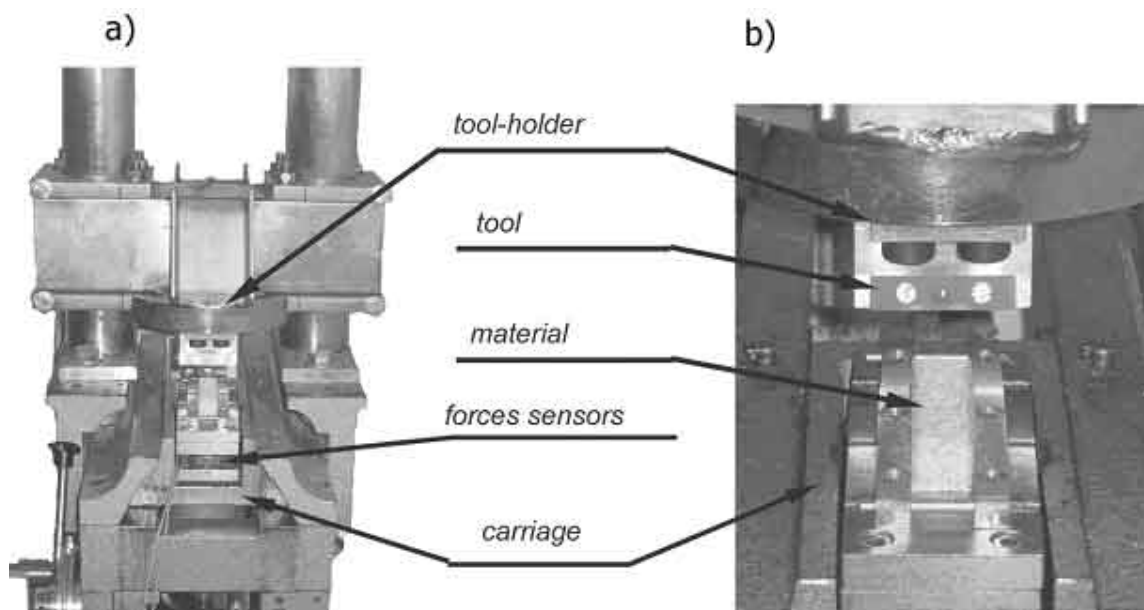 a)
b)
tool-holder
tool
material
forces sensors
carriage